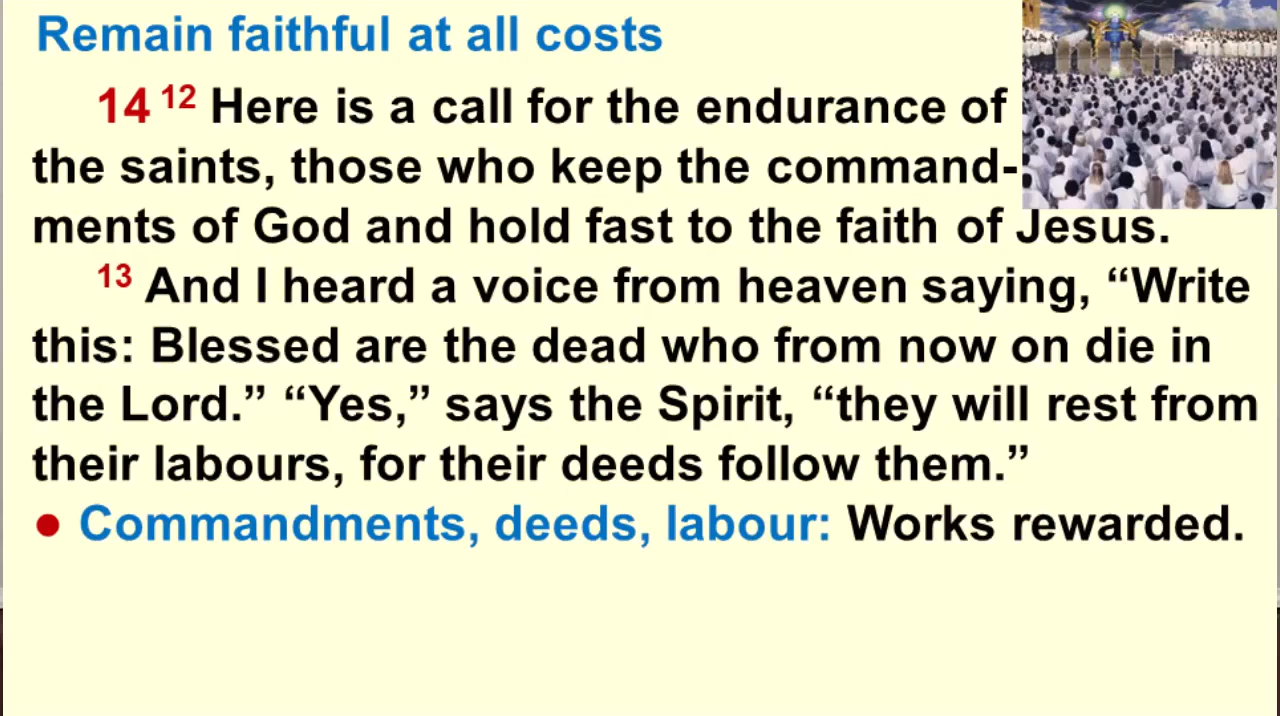 Remain faithful at all costs
14 12 Here is a call for the endurance of
the saints, those who keep the command-
ments of God and hold fast to the faith of Jesus.
13 And I heard a voice from heaven saying, “Write
this: Blessed are the dead who from now on die in
the Lord.” “Yes,” says the Spirit, “they will rest from
their labours, for their deeds follow them.”
● Commandments, deeds, labour: Works rewarded.